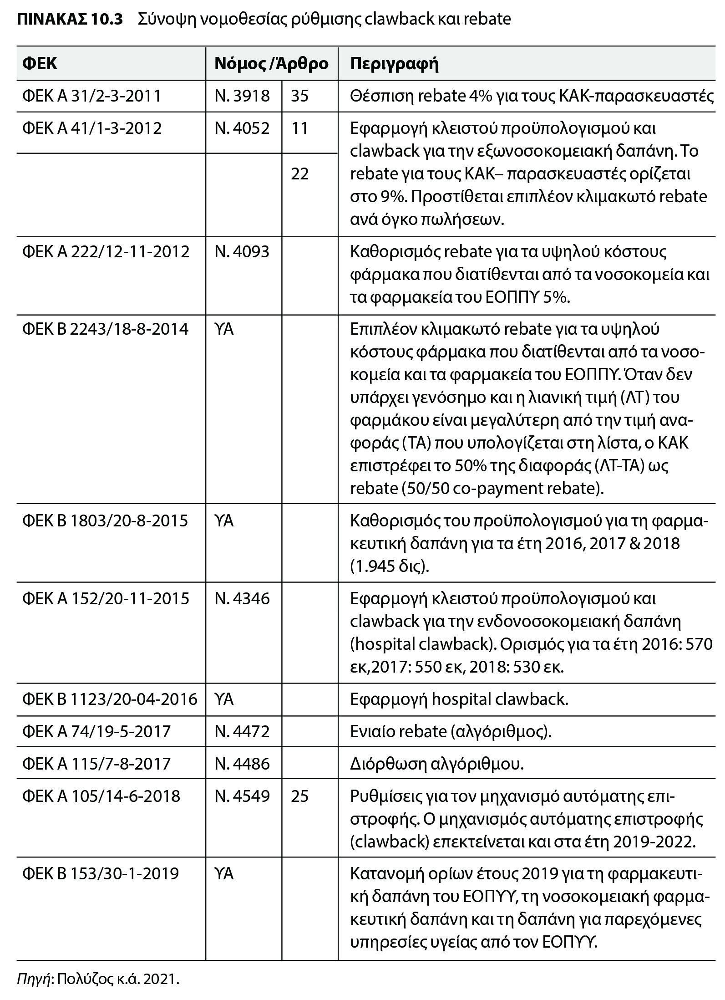 ΠΙΝΑΚΑΣ 10.3 Σύνοψη νομοθεσίας ρύθμισης clawback και rebate
ΦΕΚ Νόμος /Άρθρο Περιγραφή
ΦΕΚ Α 31/2-3-2011 Ν. 3918 35 Θέσπιση rebate 4% για τους ΚΑΚ-παρασκευαστές
ΦΕΚ Α 41/1-3-2012 Ν. 4052 11 Εφαρμογή κλειστού προϋπολογισμού και
clawback για την εξωνοσοκομειακή δαπάνη. Το
22 rebate για τους ΚΑΚ– παρασκευαστές ορίζεται
στο 9%. Προστίθεται επιπλέον κλιμακωτό rebate
ανά όγκο πωλήσεων.
ΦΕΚ Α 222/12-11-2012 Ν. 4093 Καθορισμός rebate για τα υψηλού κόστους
φάρμακα που διατίθενται από τα νοσοκομεία και
τα φαρμακεία του ΕΟΠΠΥ 5%.
ΦΕΚ Β 2243/18-8-2014 ΥΑ Επιπλέον κλιμακωτό rebate για τα υψηλού
κόστους φάρμακα που διατίθενται από τα νοσο-
κομεία και τα φαρμακεία του ΕΟΠΠΥ. Όταν δεν
υπάρχει γενόσημο και η λιανική τιμή (ΛΤ) του
φαρμάκου είναι μεγαλύτερη από την τιμή ανα-
φοράς (ΤΑ) που υπολογίζεται στη λίστα, ο ΚΑΚ
επιστρέφει το 50% της διαφοράς (ΛΤ-ΤΑ) ως
rebate (50/50 co-payment rebate).
ΦΕΚ Β 1803/20-8-2015 ΥΑ Καθορισμός του προϋπολογισμού για τη φαρμα-
κευτική δαπάνη για τα έτη 2016, 2017 & 2018
(1.945 δις).
ΦΕΚ Α 152/20-11-2015 Ν. 4346 Εφαρμογή κλειστού προϋπολογισμού και
clawback για την ενδονοσοκομειακή δαπάνη
(hospital clawback). Ορισμός για τα έτη 2016: 570
εκ,2017: 550 εκ, 2018: 530 εκ.
ΦΕΚ Β 1123/20-04-2016 ΥΑ Εφαρμογή hospital clawback.
ΦΕΚ Α 74/19-5-2017 Ν. 4472 Ενιαίο rebate (αλγόριθμος).
ΦΕΚ Α 115/7-8-2017 Ν. 4486 Διόρθωση αλγόριθμου.
ΦΕΚ Α 105/14-6-2018 Ν. 4549 25 Ρυθμίσεις για τον μηχανισμό αυτόματης επι-
στροφής. Ο μηχανισμός αυτόματης επιστροφής
(clawback) επεκτείνεται και στα έτη 2019-2022.
ΦΕΚ Β 153/30-1-2019 ΥΑ Κατανομή ορίων έτους 2019 για τη φαρμακευτι-
κή δαπάνη του ΕΟΠΥΥ, τη νοσοκομειακή φαρμα-
κευτική δαπάνη και τη δαπάνη για παρεχόμενες
υπηρεσίες υγείας από τον ΕΟΠΥΥ.
Πηγή: Πολύζος κ.ά. 2021.